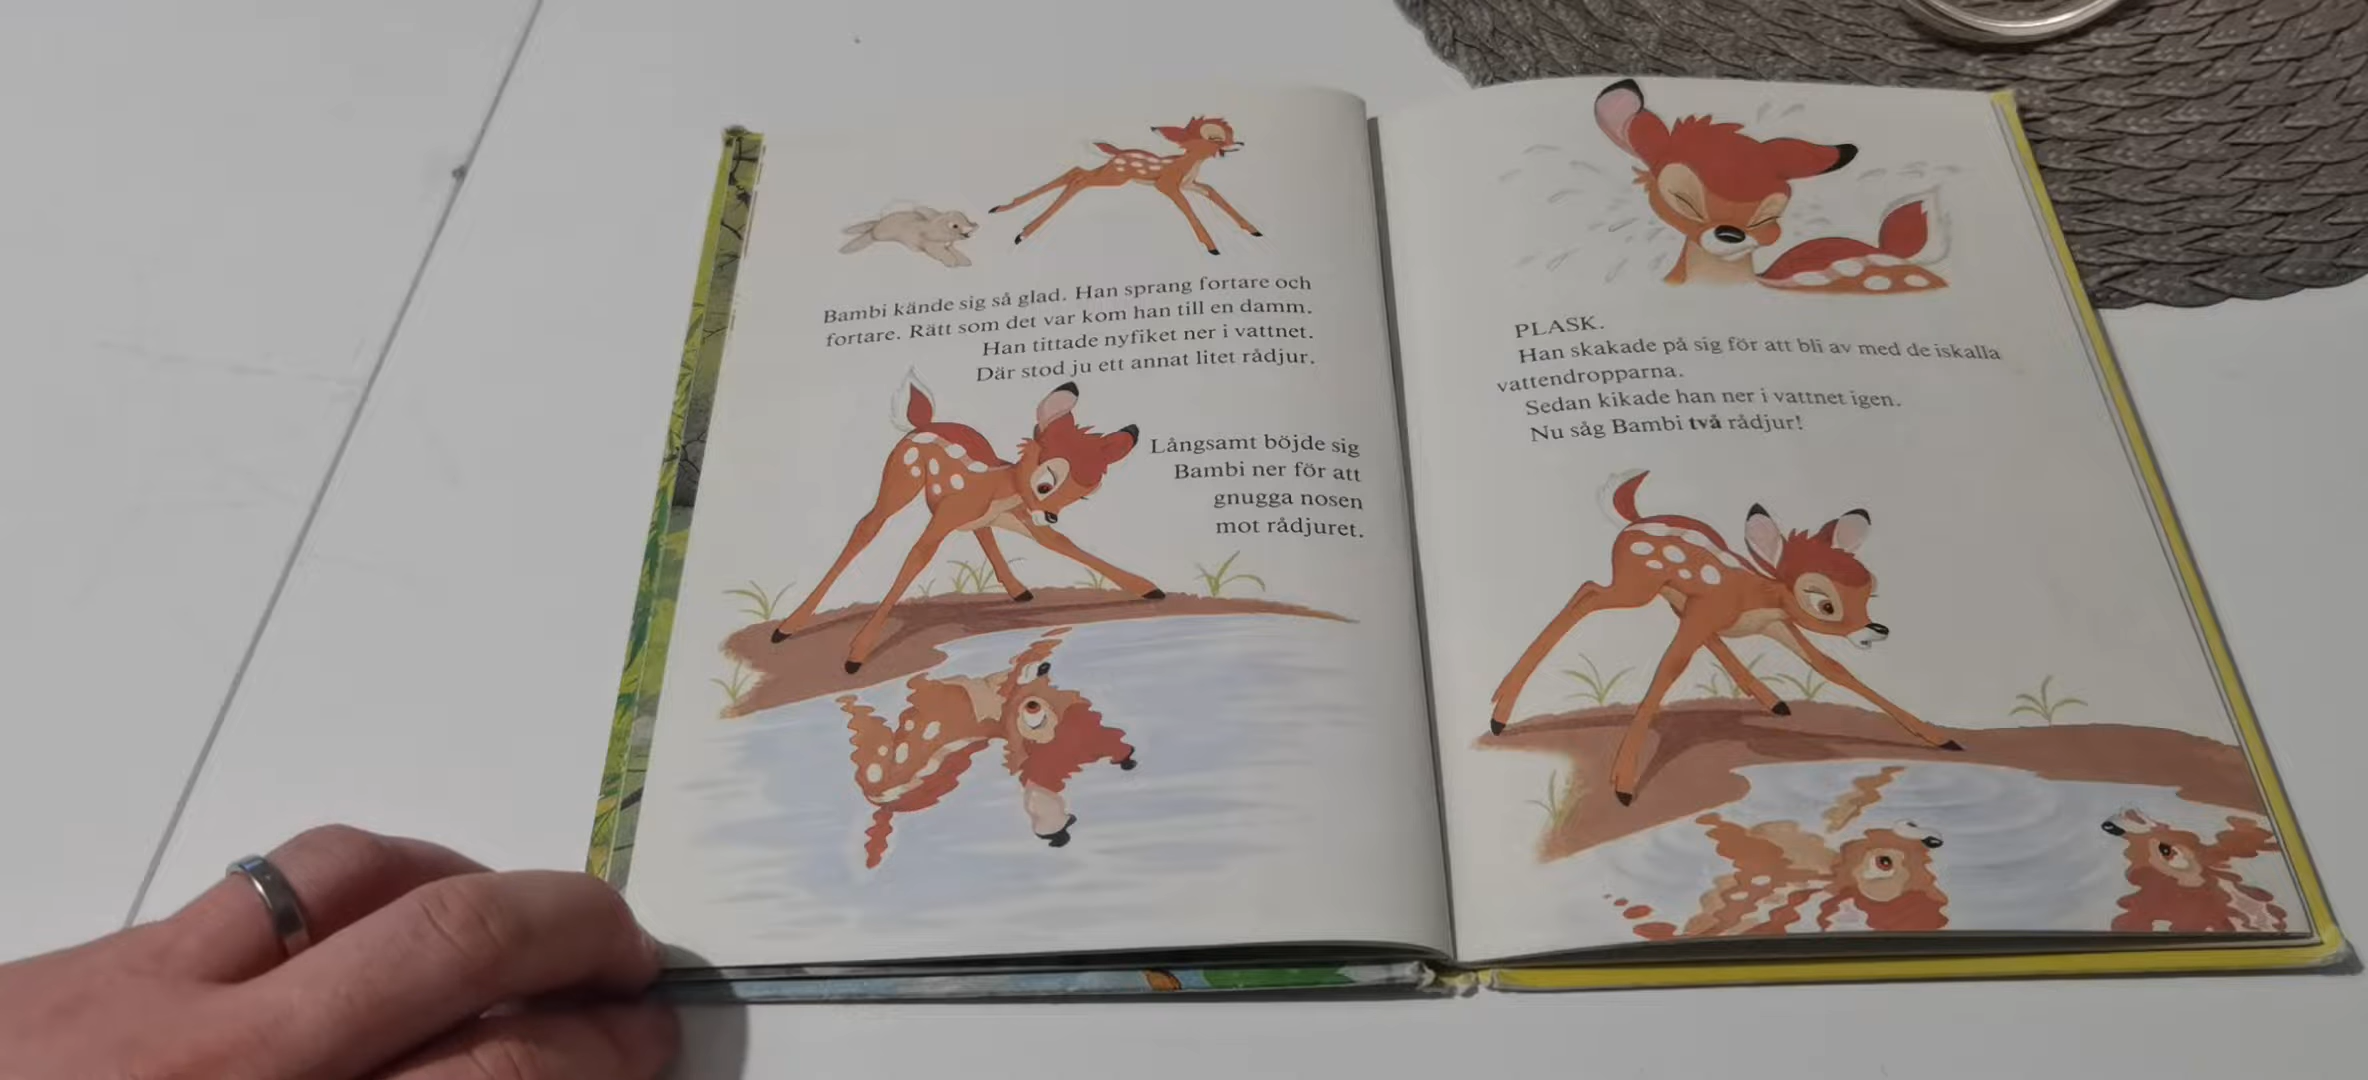 Bambi kände sig så glad. Han sprang fortare och
fortare. Rätt som det var kom han till en damm.
Han tittade nyfiket ner i vattnet.
Där stod ju ett annat litet rådjur.
Långsamt böjde sig
Bambi ner för att
gnugga nosen
mot rådjuret.
PLASK.
Han skakade på sig för att bli av med de iskalla
vattendropparna.
Sedan kikade han ner i vattnet igen.
Nu såg Bambi två rådjur!